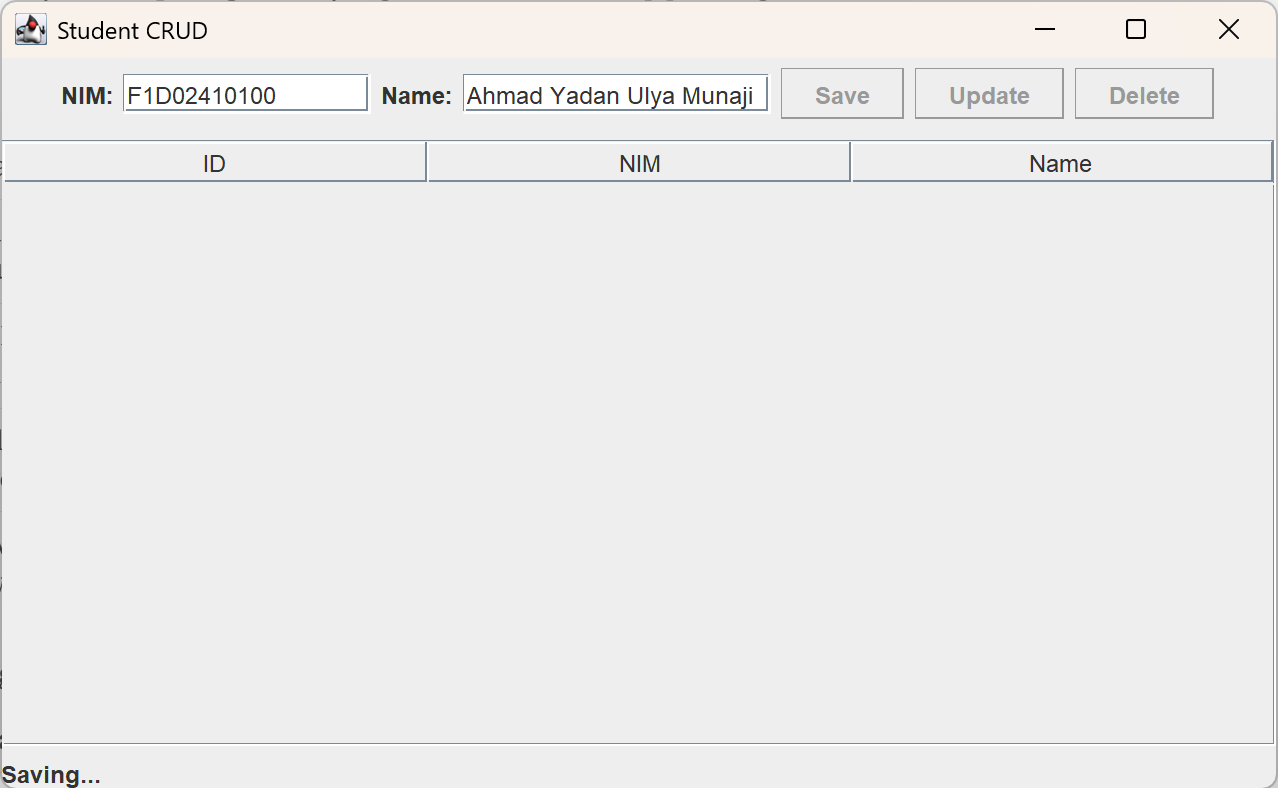 Student CRUD
NIM: F1D02410100 Name: Ahmad Yadan Ulya Munaji Save Update Delete
ID NIM Name
Saving...